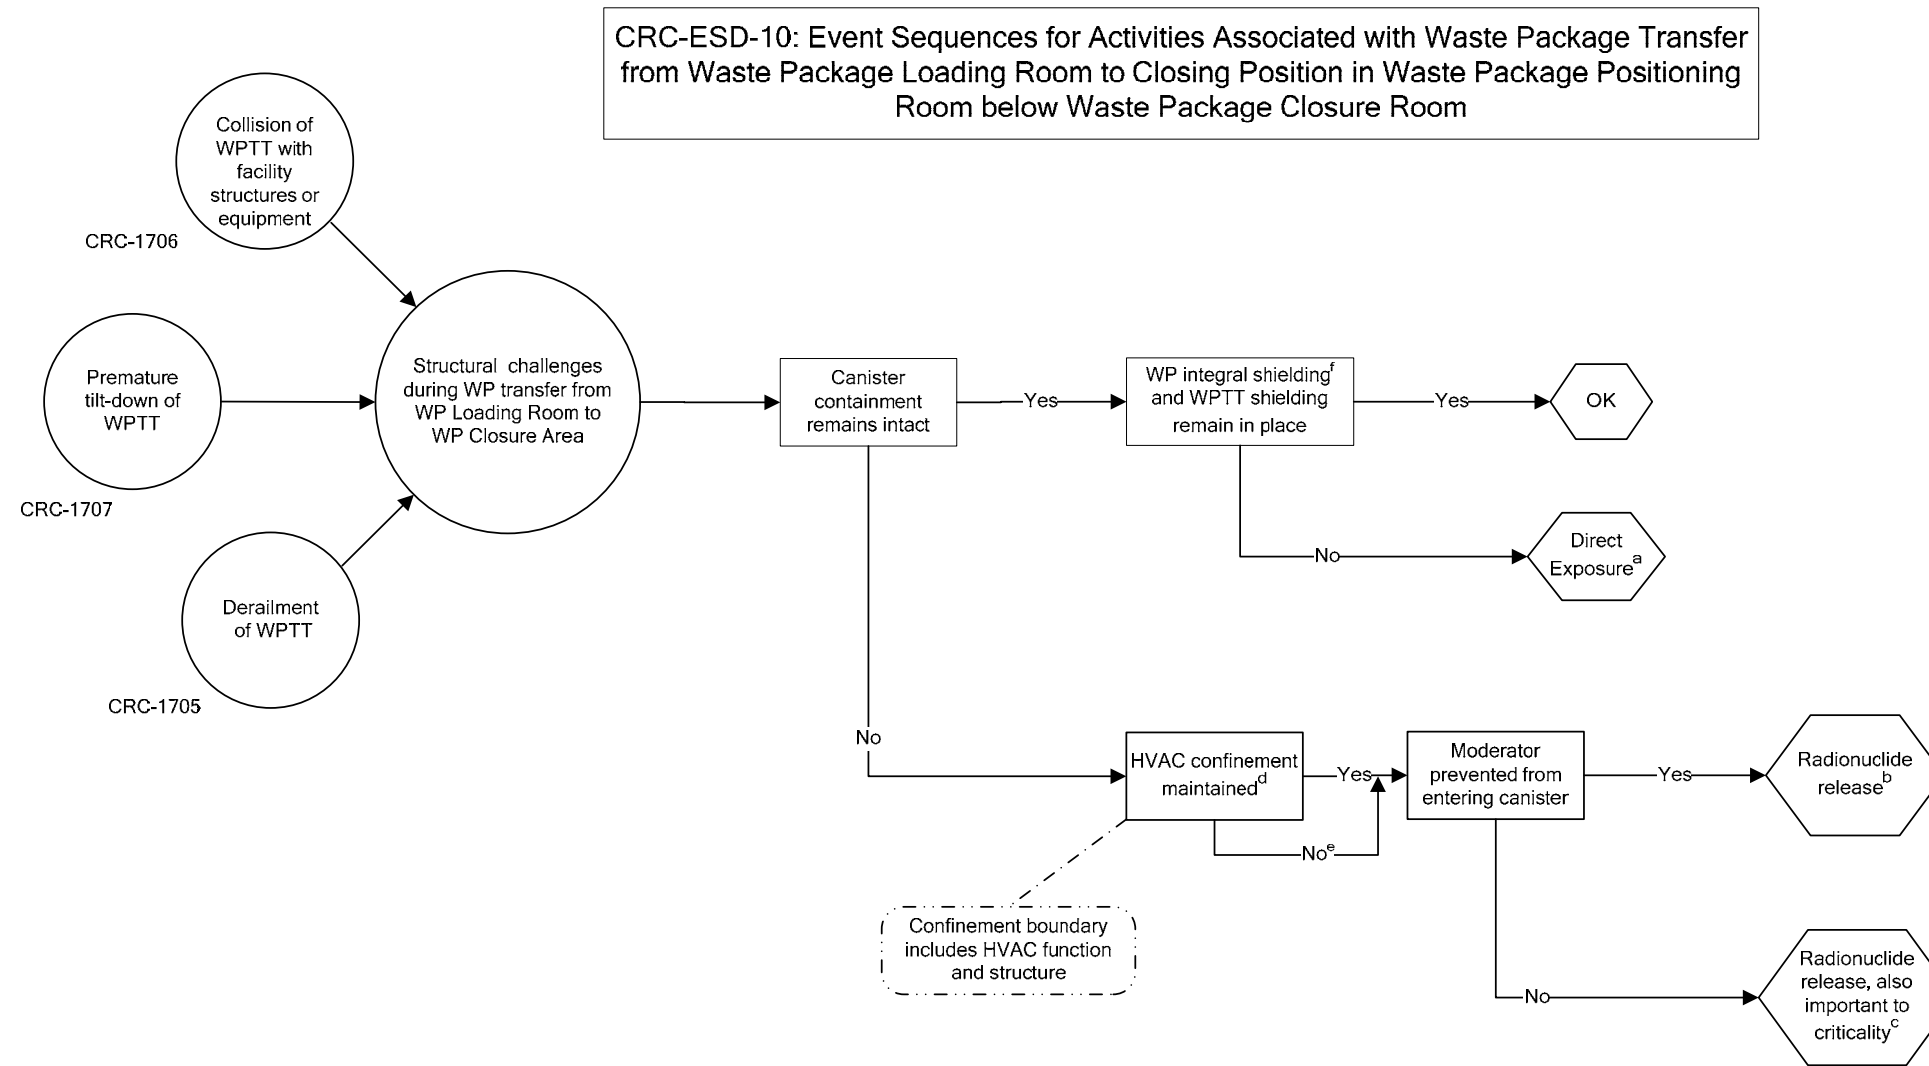 CRC-ESD-10: Event Sequences for Activities Associated with Waste Package Transfer
from Waste Package Loading Room to Closing Position in Waste Package Positioning
Room below Waste Package Closure Room
Collision of
WPTT with
facility
structures or
equipment
CRC-1706
Premature
tilt-down of
WPTT
CRC-1707
Derailment
of WPTT
CRC-1705
Structural challenges
during WP transfer from
WP Loading Room to
WP Closure Area
Canister
containment
remains intact
Yes
WP integral shielding^f
and WPTT shielding
remain in place
Yes
OK
No
Direct
Exposure^a
No
HVAC confinement
maintained^d
Yes
No^e
Moderator
prevented from
entering canister
Yes
Radionuclide
release^b
No
Radionuclide
release, also
important to
criticality^c
Confinement boundary
includes HVAC function
and structure